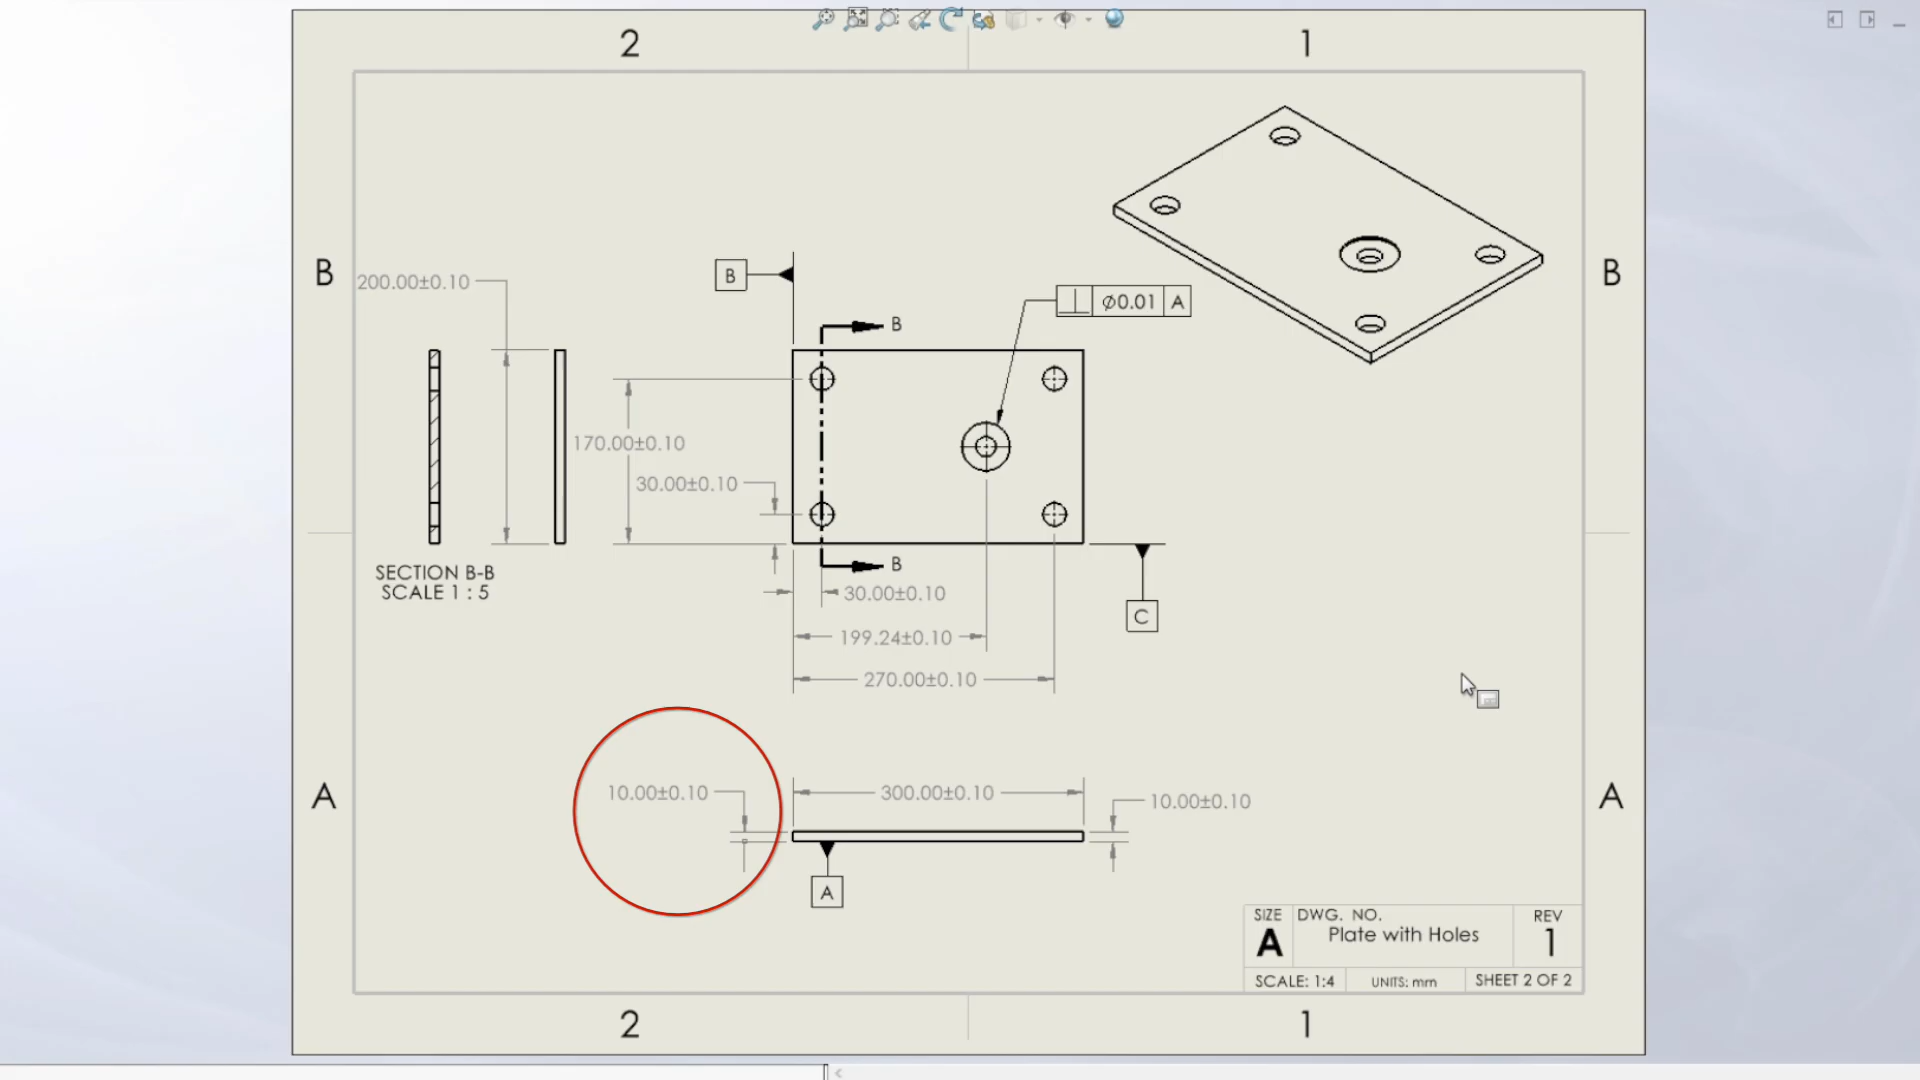 2
1
B
B
200.00±0.10
B
B
⊥ ⌀0.01 A
170.00±0.10
30.00±0.10
B
SECTION B-B
SCALE 1 : 5
30.00±0.10
C
199.24±0.10
270.00±0.10
A
A
10.00±0.10
300.00±0.10
10.00±0.10
A
SIZE
A
DWG. NO.
Plate with Holes
REV
1
SCALE: 1:4
UNITS: mm
SHEET 2 OF 2
2
1